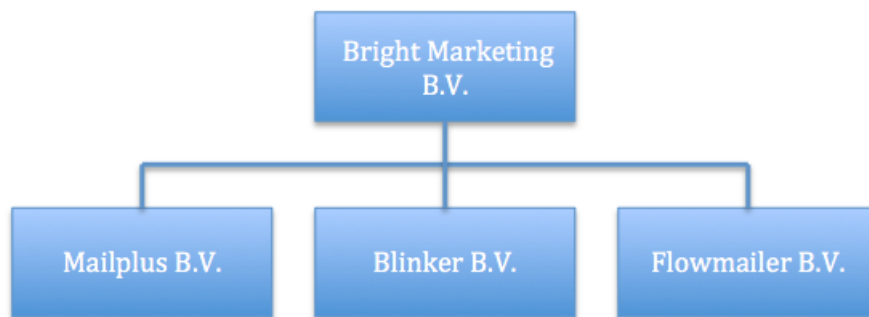 Bright Marketing
B.V.
Mailplus B.V.
Blinker B.V.
Flowmailer B.V.